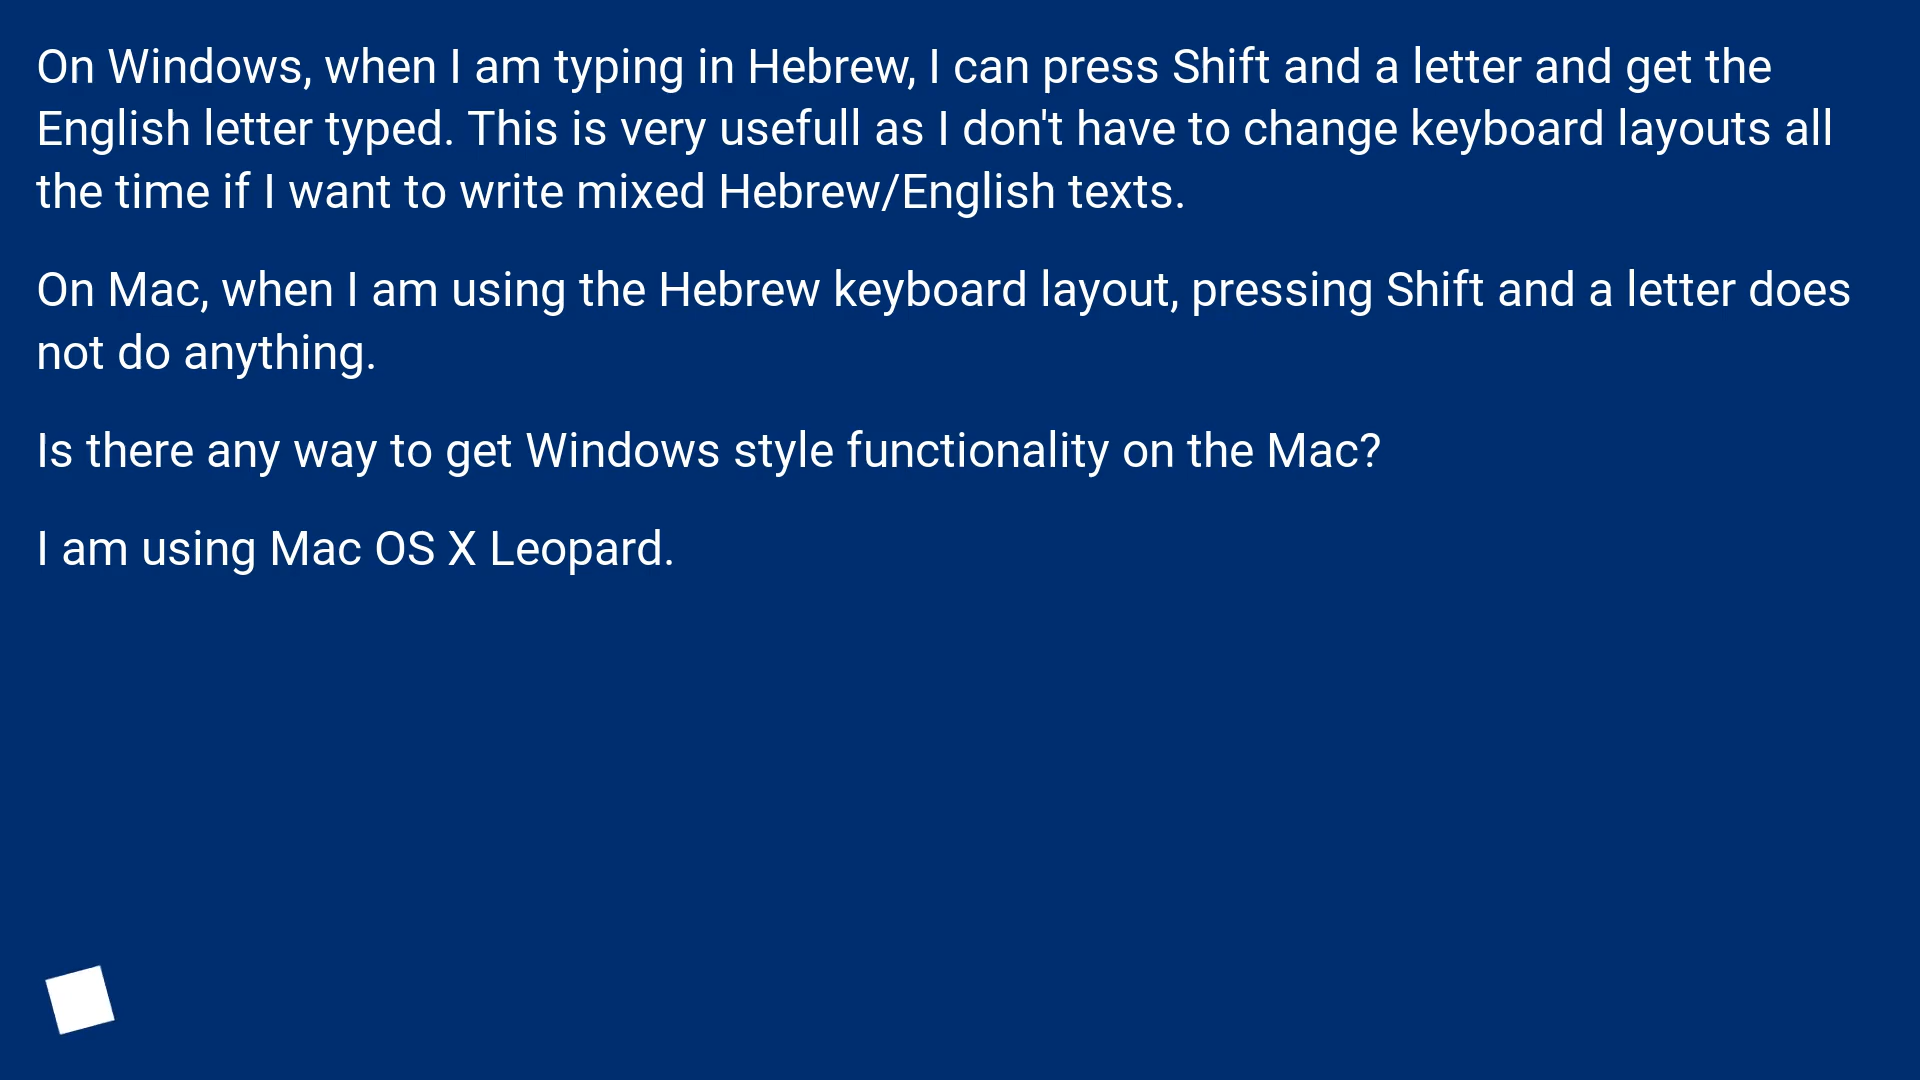 On Windows, when I am typing in Hebrew, I can press Shift and a letter and get the
English letter typed. This is very usefull as I don't have to change keyboard layouts all
the time if I want to write mixed Hebrew/English texts.
On Mac, when I am using the Hebrew keyboard layout, pressing Shift and a letter does
not do anything.
Is there any way to get Windows style functionality on the Mac?
I am using Mac OS X Leopard.